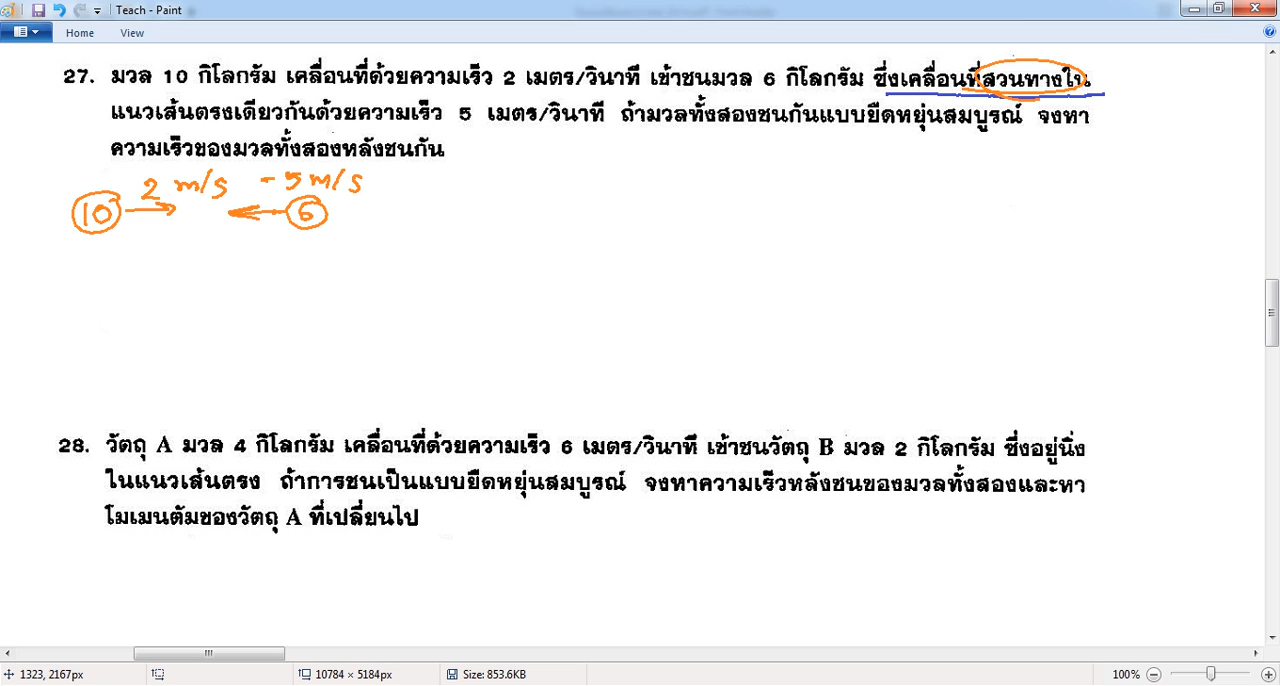 Teach - Paint
Home View
27. มวล 10 กิโลกรัม เคลื่อนที่ด้วยความเร็ว 2 เมตร/วินาที เข้าชนมวล 6 กิโลกรัม ซึ่งเคลื่อนที่สวนทางใน
แนวเส้นตรงเดียวกันด้วยความเร็ว 5 เมตร/วินาที ถ้ามวลทั้งสองชนกันแบบยืดหยุ่นสมบูรณ์ จงหา
ความเร็วของมวลทั้งสองหลังชนกัน
2 m/s -5 m/s
10 6
28. วัตถุ A มวล 4 กิโลกรัม เคลื่อนที่ด้วยความเร็ว 6 เมตร/วินาที เข้าชนวัตถุ B มวล 2 กิโลกรัม ซึ่งอยู่นิ่ง
ในแนวเส้นตรง ถ้าการชนเป็นแบบยืดหยุ่นสมบูรณ์ จงหาความเร็วหลังชนของมวลทั้งสองและหา
โมเมนตัมของวัตถุ A ที่เปลี่ยนไป
1323, 2167px 10784 × 5184px Size: 853.6KB 100%